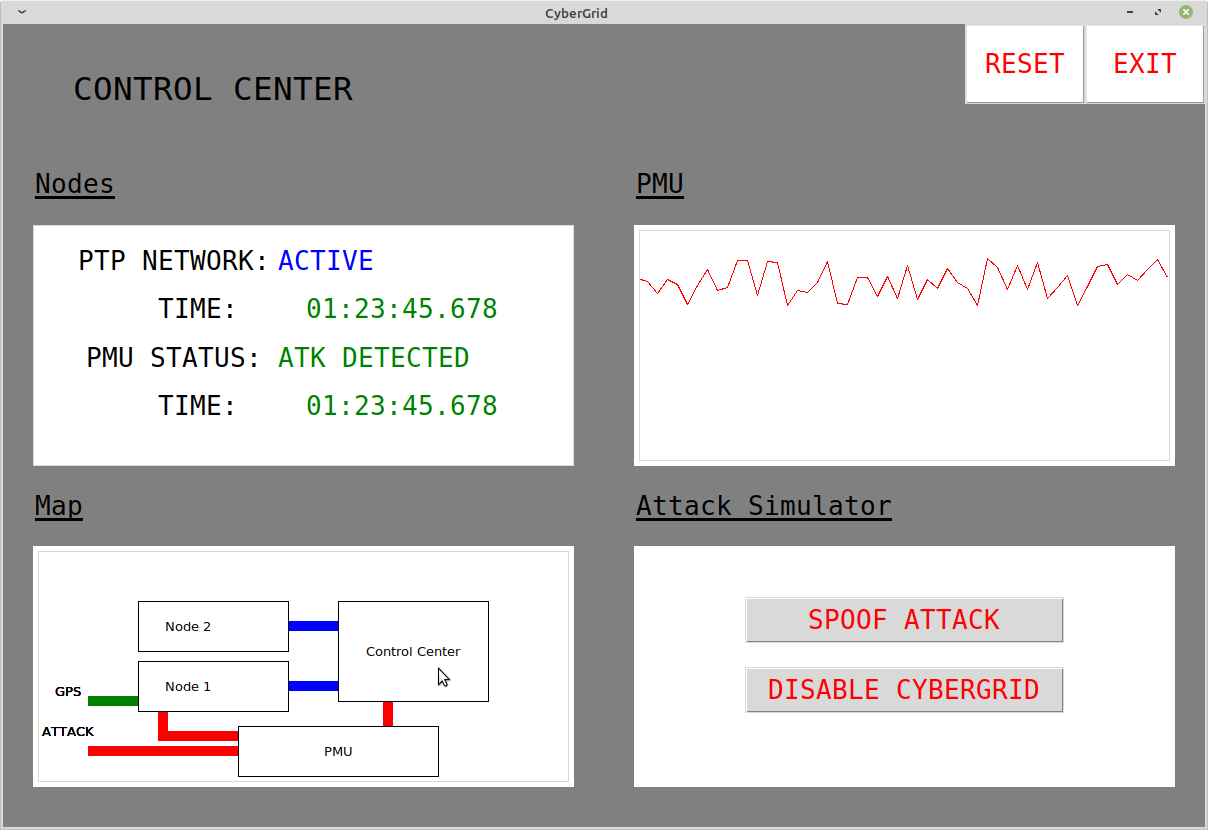 CyberGrid
RESET
EXIT
CONTROL CENTER
Nodes
PTP NETWORK: ACTIVE
TIME: 01:23:45.678
PMU STATUS: ATK DETECTED
TIME: 01:23:45.678
PMU
Map
Node 2
Control Center
Node 1
GPS
ATTACK
PMU
Attack Simulator
SPOOF ATTACK
DISABLE CYBERGRID